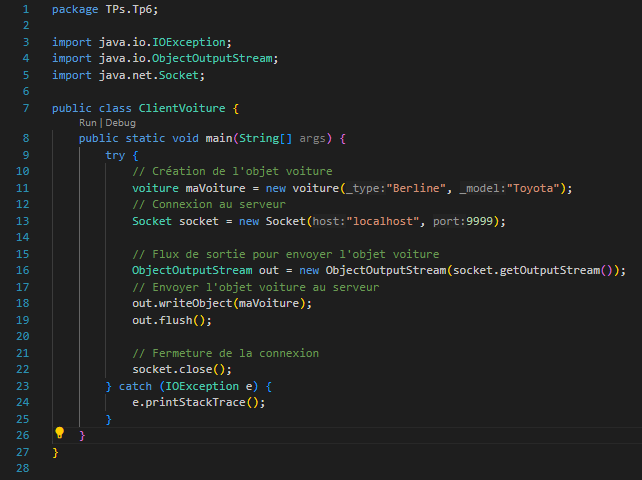 1 package TPs.Tp6;
2
3 import java.io.IOException;
4 import java.io.ObjectOutputStream;
5 import java.net.Socket;
6
7 public class ClientVoiture {
Run | Debug
8 public static void main(String[] args) {
9 try {
10 // Création de l'objet voiture
11 voiture maVoiture = new voiture(_type:"Berline", _model:"Toyota");
12 // Connexion au serveur
13 Socket socket = new Socket(host:"localhost", port:9999);
14
15 // Flux de sortie pour envoyer l'objet voiture
16 ObjectOutputStream out = new ObjectOutputStream(socket.getOutputStream());
17 // Envoyer l'objet voiture au serveur
18 out.writeObject(maVoiture);
19 out.flush();
20
21 // Fermeture de la connexion
22 socket.close();
23 } catch (IOException e) {
24 e.printStackTrace();
25 }
26 }
27 }
28